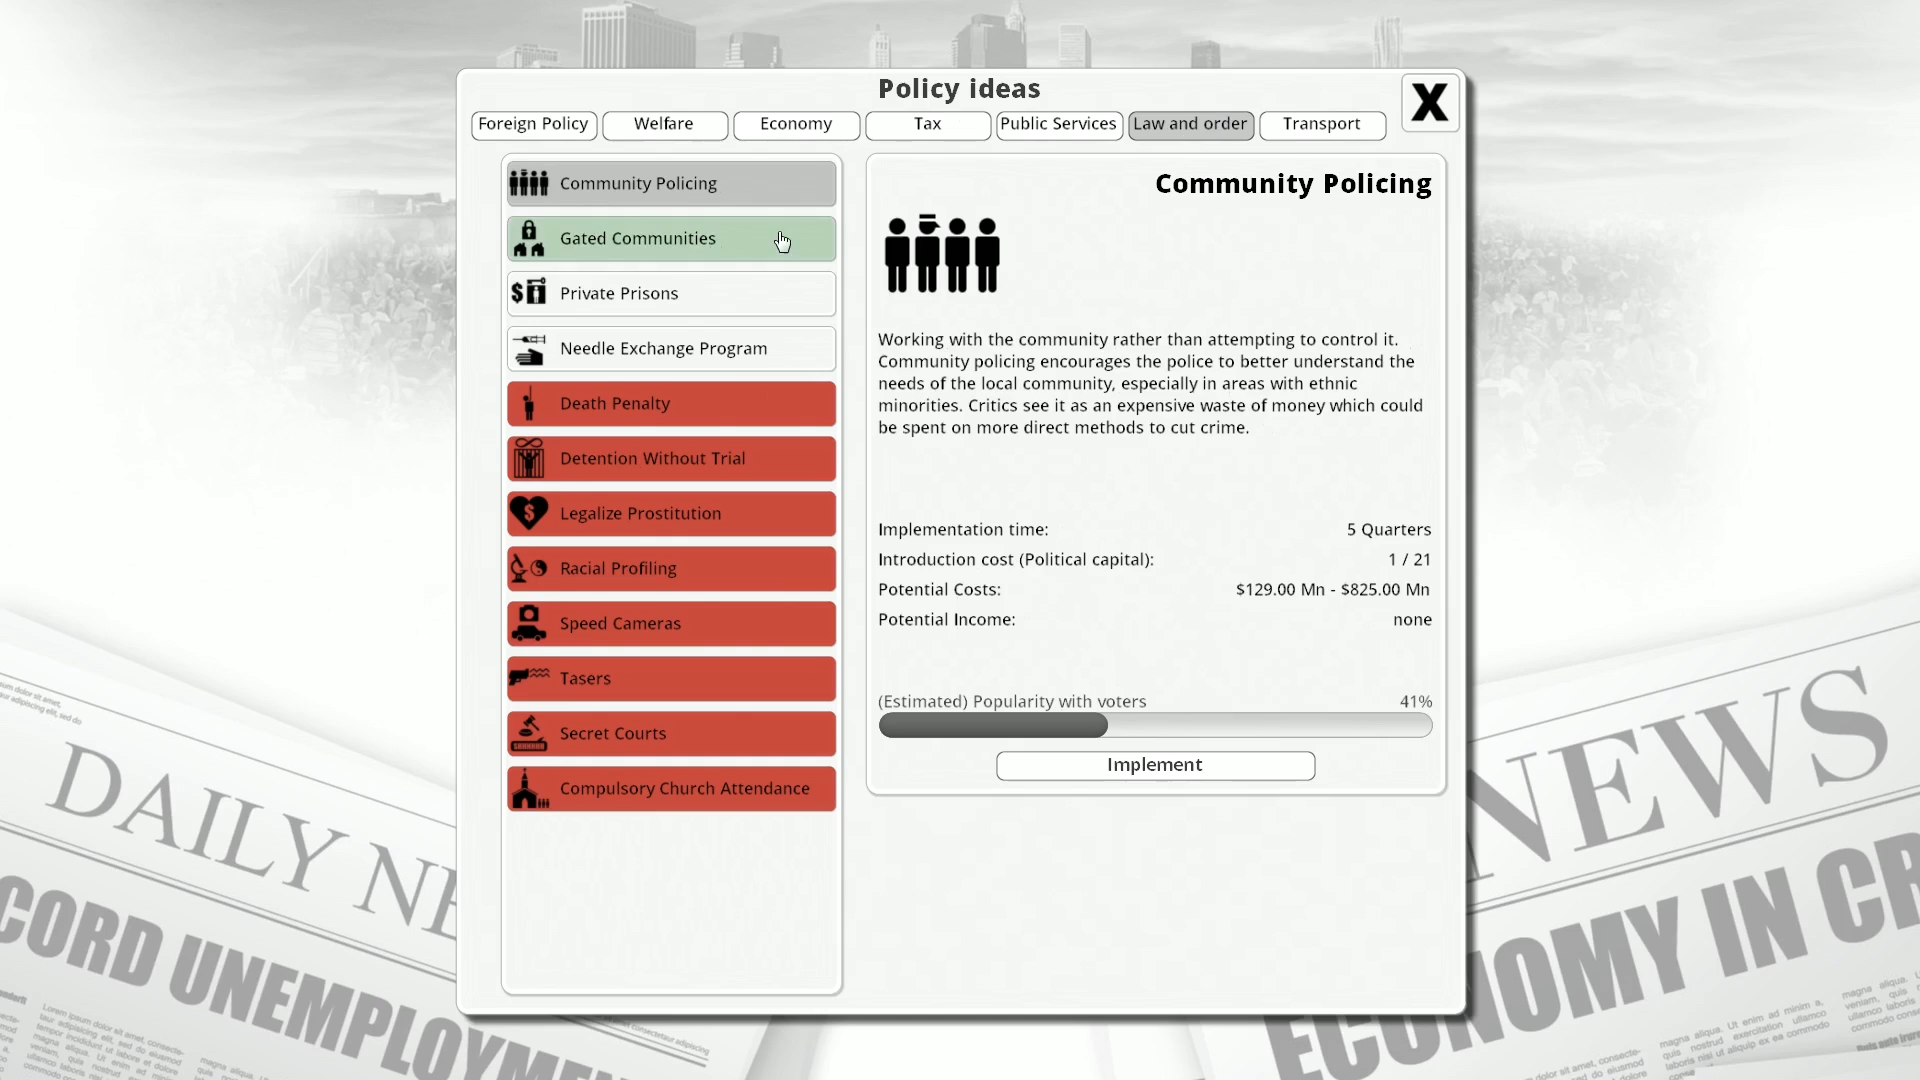 Policy ideas
X
Foreign Policy
Welfare
Economy
Tax
Public Services
Law and order
Transport
Community Policing
Gated Communities
Private Prisons
Needle Exchange Program
Death Penalty
Detention Without Trial
Legalize Prostitution
Racial Profiling
Speed Cameras
Tasers
Secret Courts
Compulsory Church Attendance
Community Policing
Working with the community rather than attempting to control it.
Community policing encourages the police to better understand the
needs of the local community, especially in areas with ethnic
minorities. Critics see it as an expensive waste of money which could
be spent on more direct methods to cut crime.
Implementation time: 5 Quarters
Introduction cost (Political capital): 1 / 21
Potential Costs: $129.00 Mn - $825.00 Mn
Potential Income: none
(Estimated) Popularity with voters 41%
Implement
DAILY NE
CORD UNEMPLOYME
NEWS
ECONOMY IN CR